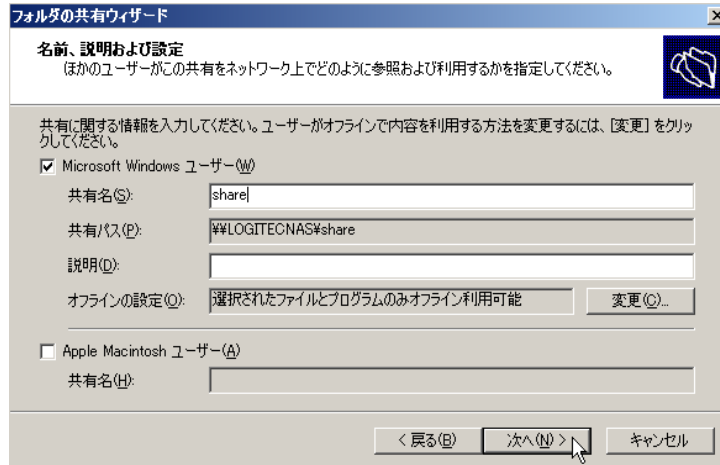 フォルダの共有ウィザード
名前、説明および設定
ほかのユーザーがこの共有をネットワーク上でどのように参照および利用するかを指定してください。
共有に関する情報を入力してください。ユーザーがオフラインで内容を利用する方法を変更するには、[変更] をクリッ
クしてください。
Microsoft Windows ユーザー(W)
共有名(S): share
共有パス(P): ¥¥LOGITECNAS¥share
説明(D):
オフラインの設定(O): 選択されたファイルとプログラムのみオフライン利用可能 変更(C)...
Apple Macintosh ユーザー(A)
共有名(H):
< 戻る(B) 次へ(N) > キャンセル